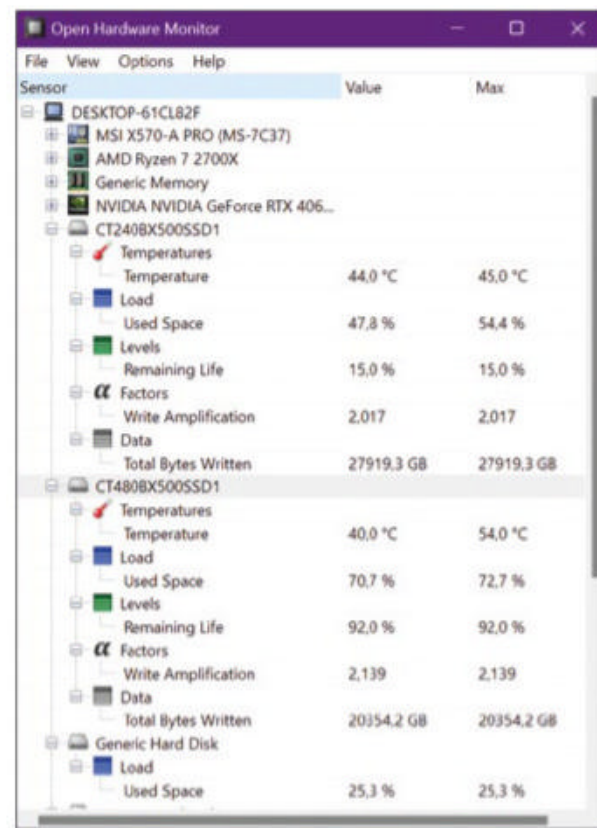 Open Hardware Monitor
File View Options Help
Sensor Value Max
DESKTOP-61CL82F
MSI X570-A PRO (MS-7C37)
AMD Ryzen 7 2700X
Generic Memory
NVIDIA NVIDIA GeForce RTX 406...
CT240BX500SSD1
Temperatures
Temperature 44,0 °C 45,0 °C
Load
Used Space 47,8 % 54,4 %
Levels
Remaining Life 15,0 % 15,0 %
α Factors
Write Amplification 2,017 2,017
Data
Total Bytes Written 27919,3 GB 27919,3 GB
CT480BX500SSD1
Temperatures
Temperature 40,0 °C 54,0 °C
Load
Used Space 70,7 % 72,7 %
Levels
Remaining Life 92,0 % 92,0 %
α Factors
Write Amplification 2,139 2,139
Data
Total Bytes Written 20354,2 GB 20354,2 GB
Generic Hard Disk
Load
Used Space 25,3 % 25,3 %